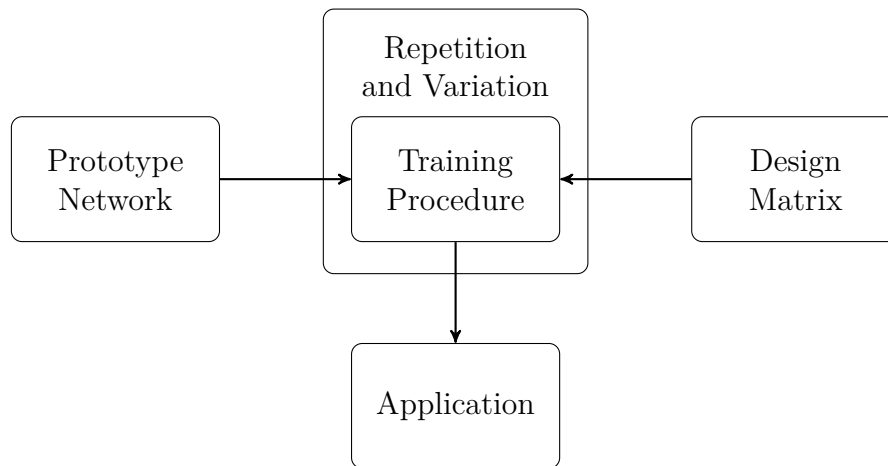 Repetition
and Variation
Prototype
Network
Training
Procedure
Design
Matrix
Application